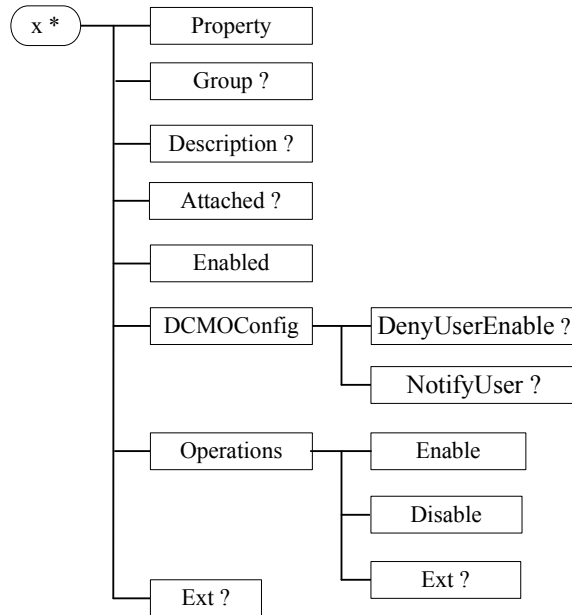 x *
Property
Group ?
Description ?
Attached ?
Enabled
DCMOConfig
DenyUserEnable ?
NotifyUser ?
Operations
Enable
Disable
Ext ?
Ext ?